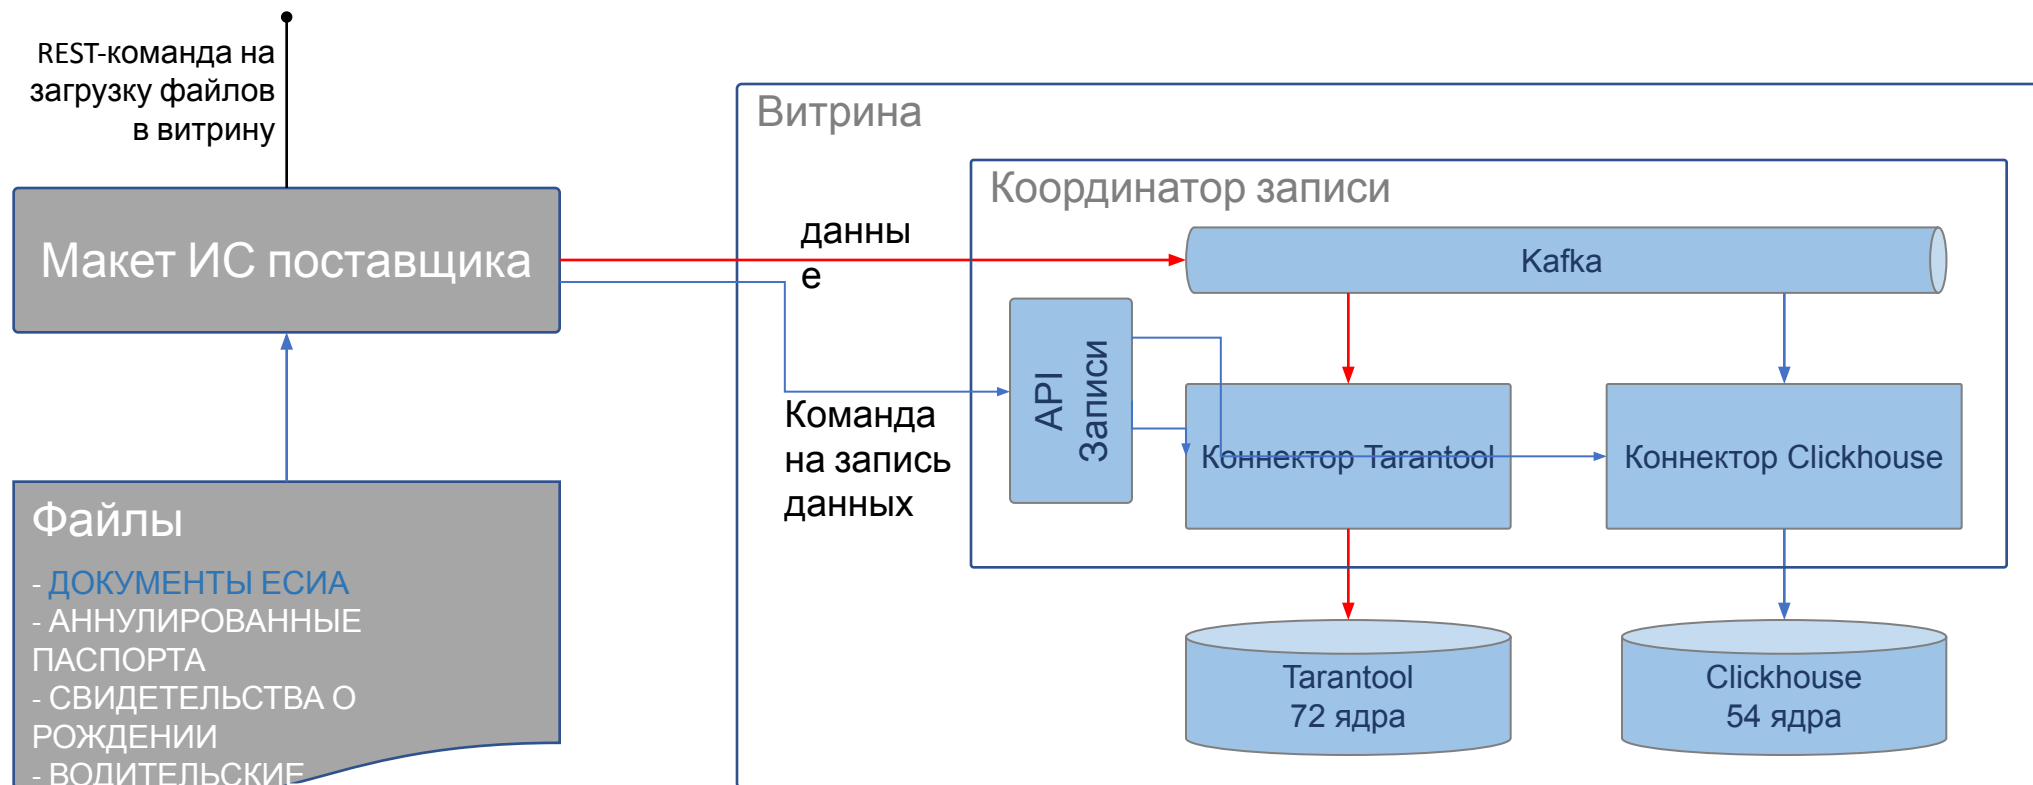 REST-команда на
загрузку файлов
в витрину
Витрина
Координатор записи
Макет ИС поставщика
данны
е
Kafka
API
Записи
Команда
на запись
данных
Коннектор Tarantool
Коннектор Clickhouse
Файлы
- ДОКУМЕНТЫ ЕСИА
- АННУЛИРОВАННЫЕ
ПАСПОРТА
- СВИДЕТЕЛЬСТВА О
РОЖДЕНИИ
- ВОДИТЕЛЬСКИЕ
Tarantool
72 ядра
Clickhouse
54 ядра